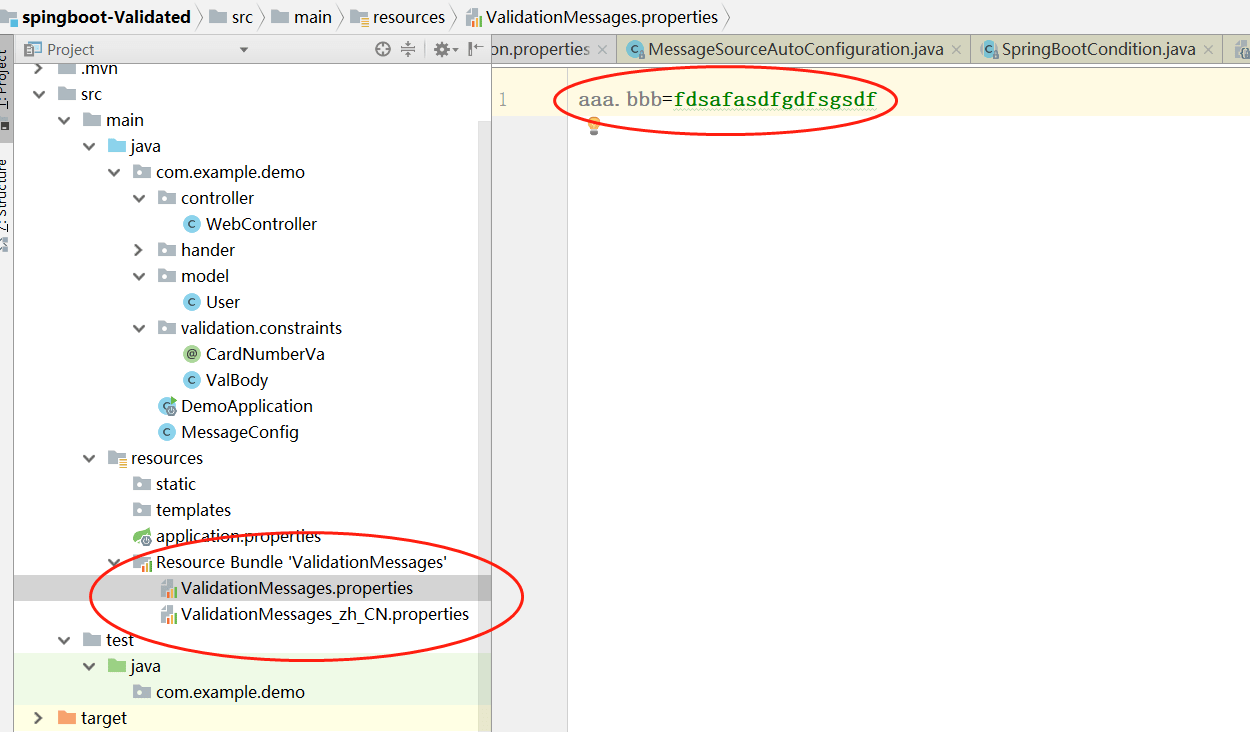 spingboot-Validated src main resources ValidationMessages.properties
Project
on.properties MessageSourceAutoConfiguration.java SpringBootCondition.java
1: Project
Z: Structure
1 aaa.bbb=fdsafasdfgdfsgsdf
.mvn
src
main
java
com.example.demo
controller
WebController
hander
model
User
validation.constraints
CardNumberVa
ValBody
DemoApplication
MessageConfig
resources
static
templates
application.properties
Resource Bundle 'ValidationMessages'
ValidationMessages.properties
ValidationMessages_zh_CN.properties
test
java
com.example.demo
target